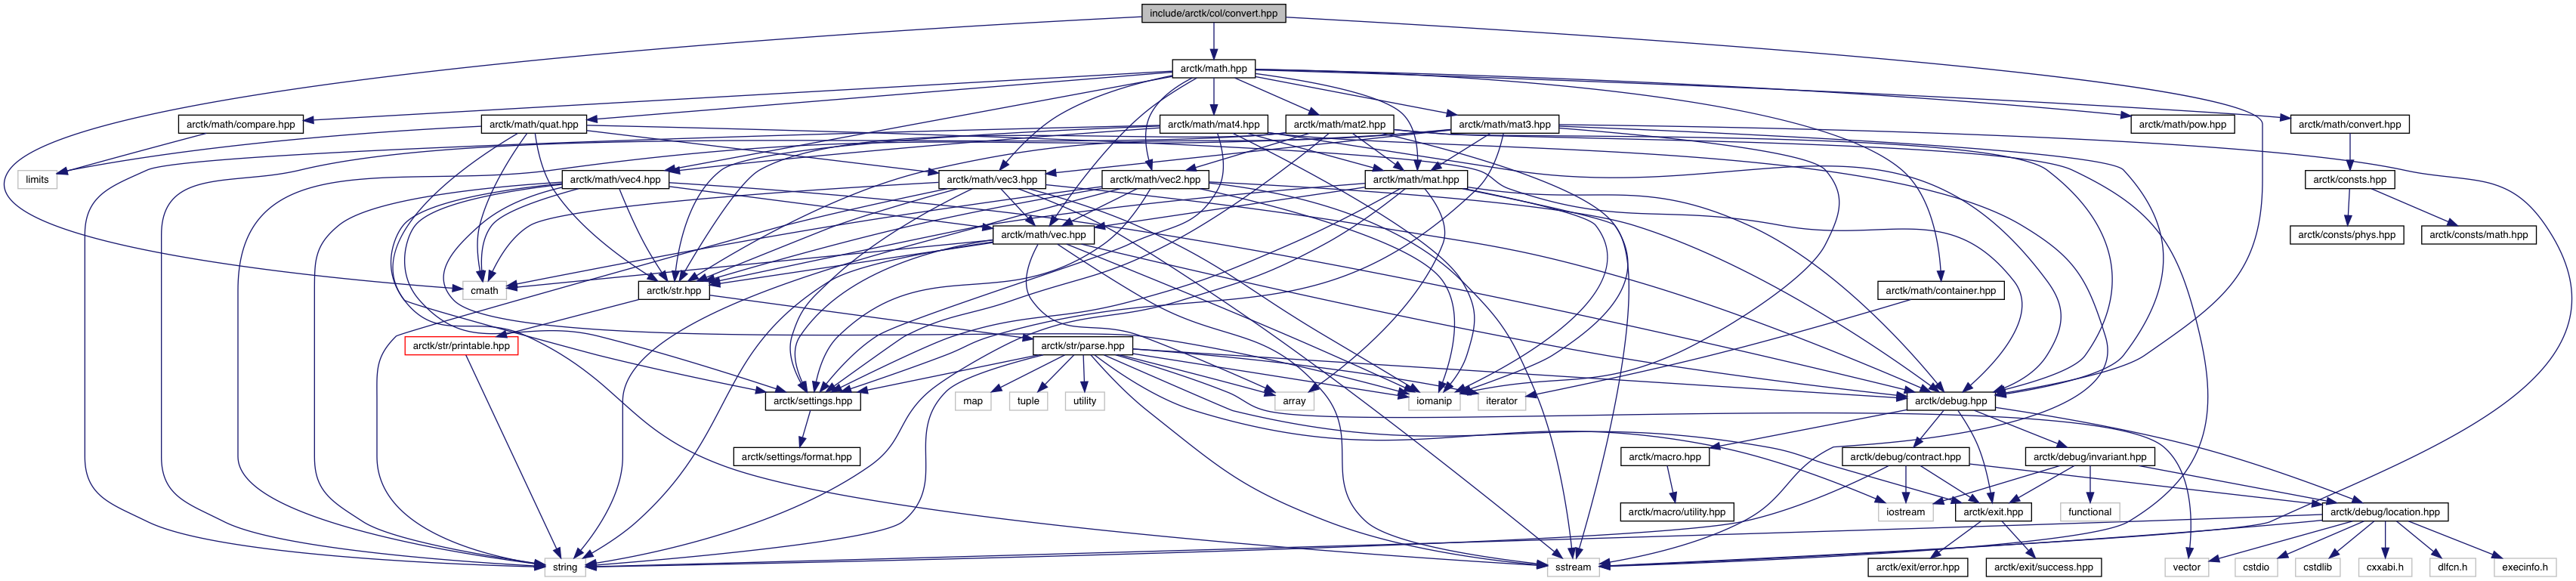 include/arctk/col/convert.hpp
arctk/math.hpp
arctk/math/compare.hpp
arctk/math/quat.hpp
arctk/math/mat4.hpp
arctk/math/mat2.hpp
arctk/math/mat3.hpp
arctk/math/pow.hpp
arctk/math/convert.hpp
limits
arctk/math/vec4.hpp
arctk/math/vec3.hpp
arctk/math/vec2.hpp
arctk/math/mat.hpp
arctk/consts.hpp
arctk/math/vec.hpp
arctk/consts/phys.hpp
arctk/consts/math.hpp
cmath
arctk/str.hpp
arctk/math/container.hpp
arctk/str/printable.hpp
arctk/str/parse.hpp
arctk/settings.hpp
map
tuple
utility
array
iomanip
iterator
arctk/debug.hpp
arctk/settings/format.hpp
arctk/macro.hpp
arctk/debug/contract.hpp
arctk/debug/invariant.hpp
arctk/macro/utility.hpp
iostream
arctk/exit.hpp
functional
arctk/debug/location.hpp
string
sstream
arctk/exit/error.hpp
arctk/exit/success.hpp
vector
cstdio
cstdlib
cxxabi.h
dlfcn.h
execinfo.h